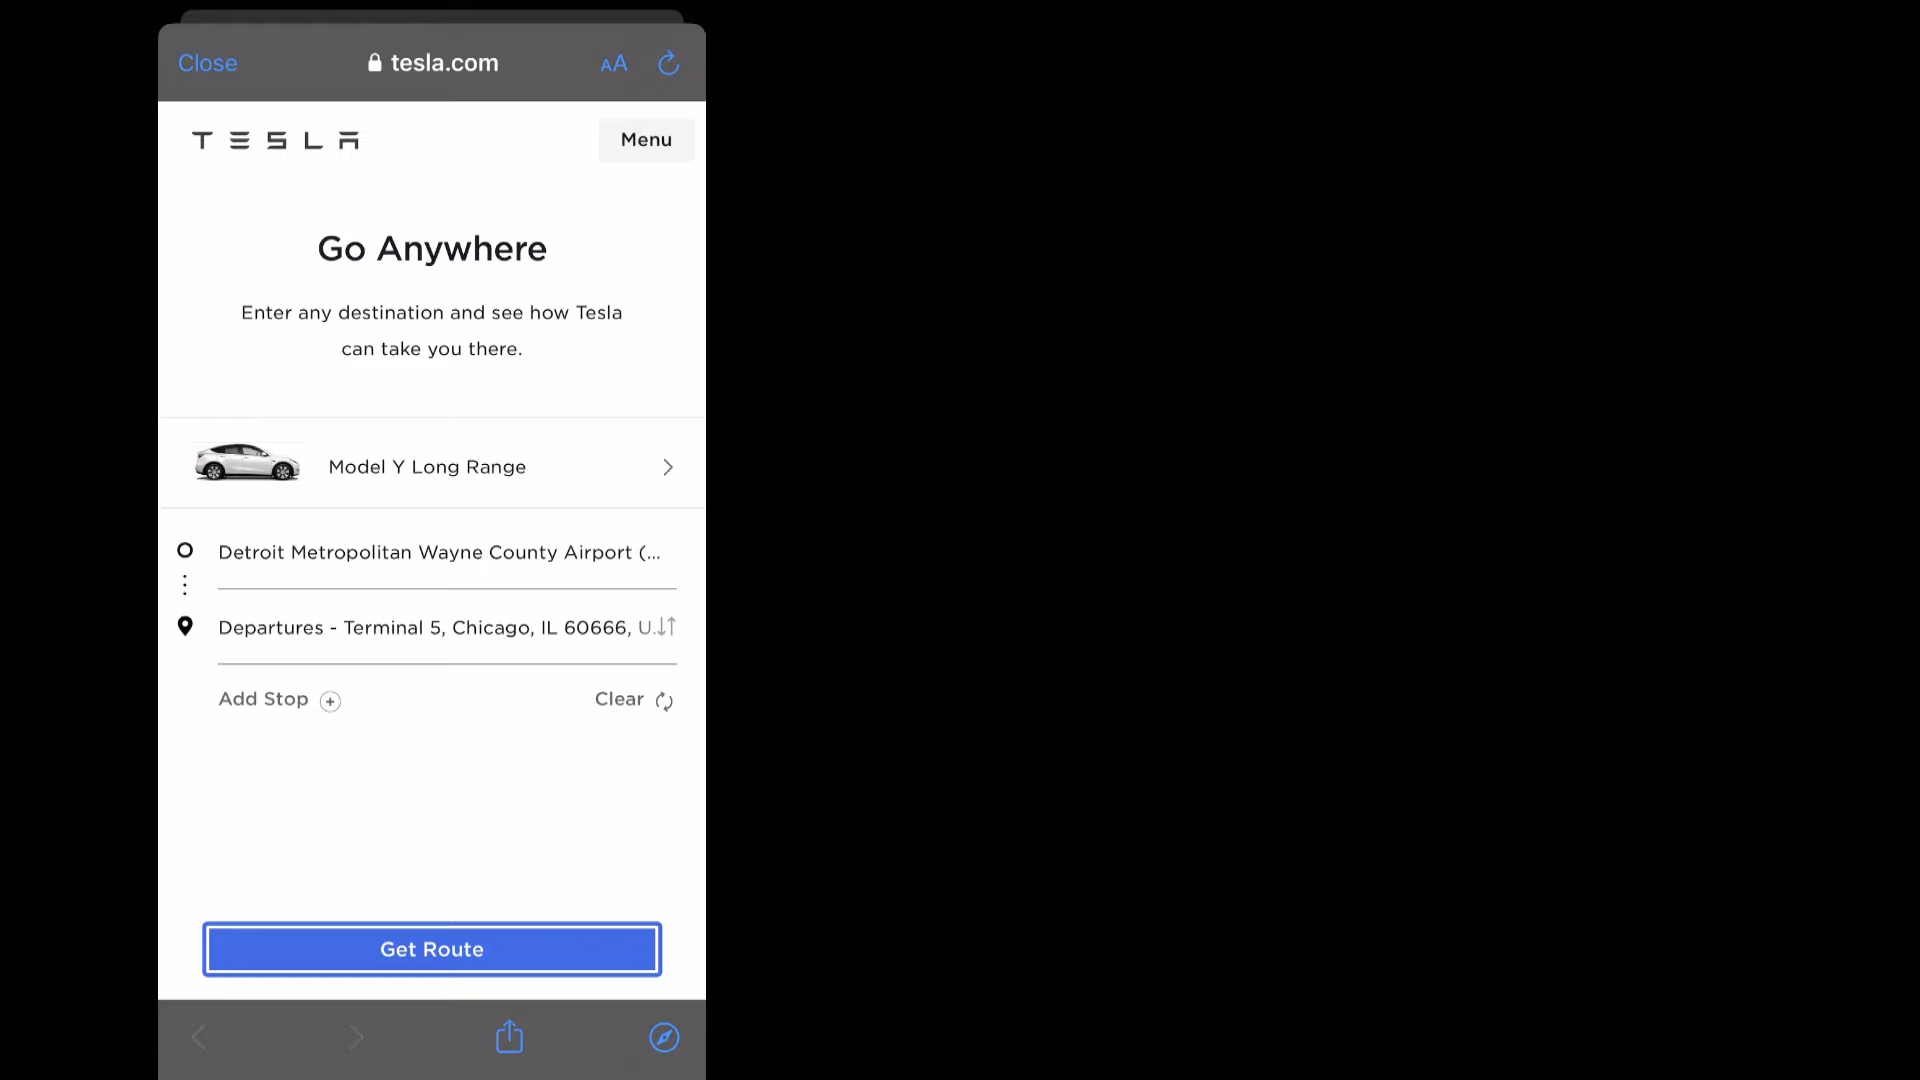 Close
tesla.com
AA
TESLA
Menu
Go Anywhere
Enter any destination and see how Tesla
can take you there.
Model Y Long Range
Detroit Metropolitan Wayne County Airport (...
Departures - Terminal 5, Chicago, IL 60666, U.
Add Stop
Clear
Get Route